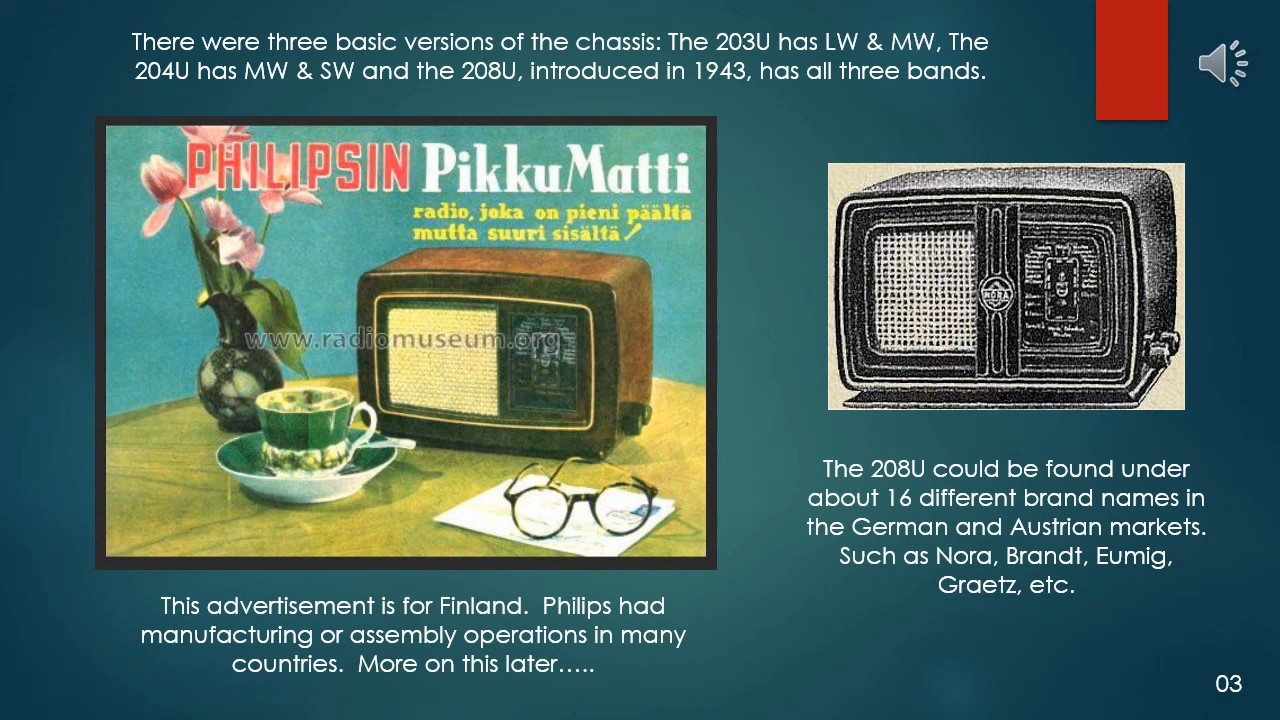 There were three basic versions of the chassis: The 203U has LW & MW, The
204U has MW & SW and the 208U, introduced in 1943, has all three bands.
PHILIPSIN PikkuMatti
radio, joka on pieni päältä
mutta suuri sisältä!
www.radiomuseum.org
This advertisement is for Finland.  Philips had
manufacturing or assembly operations in many
countries.  More on this later…..
NORA
The 208U could be found under
about 16 different brand names in
the German and Austrian markets.
Such as Nora, Brandt, Eumig,
Graetz, etc.
03